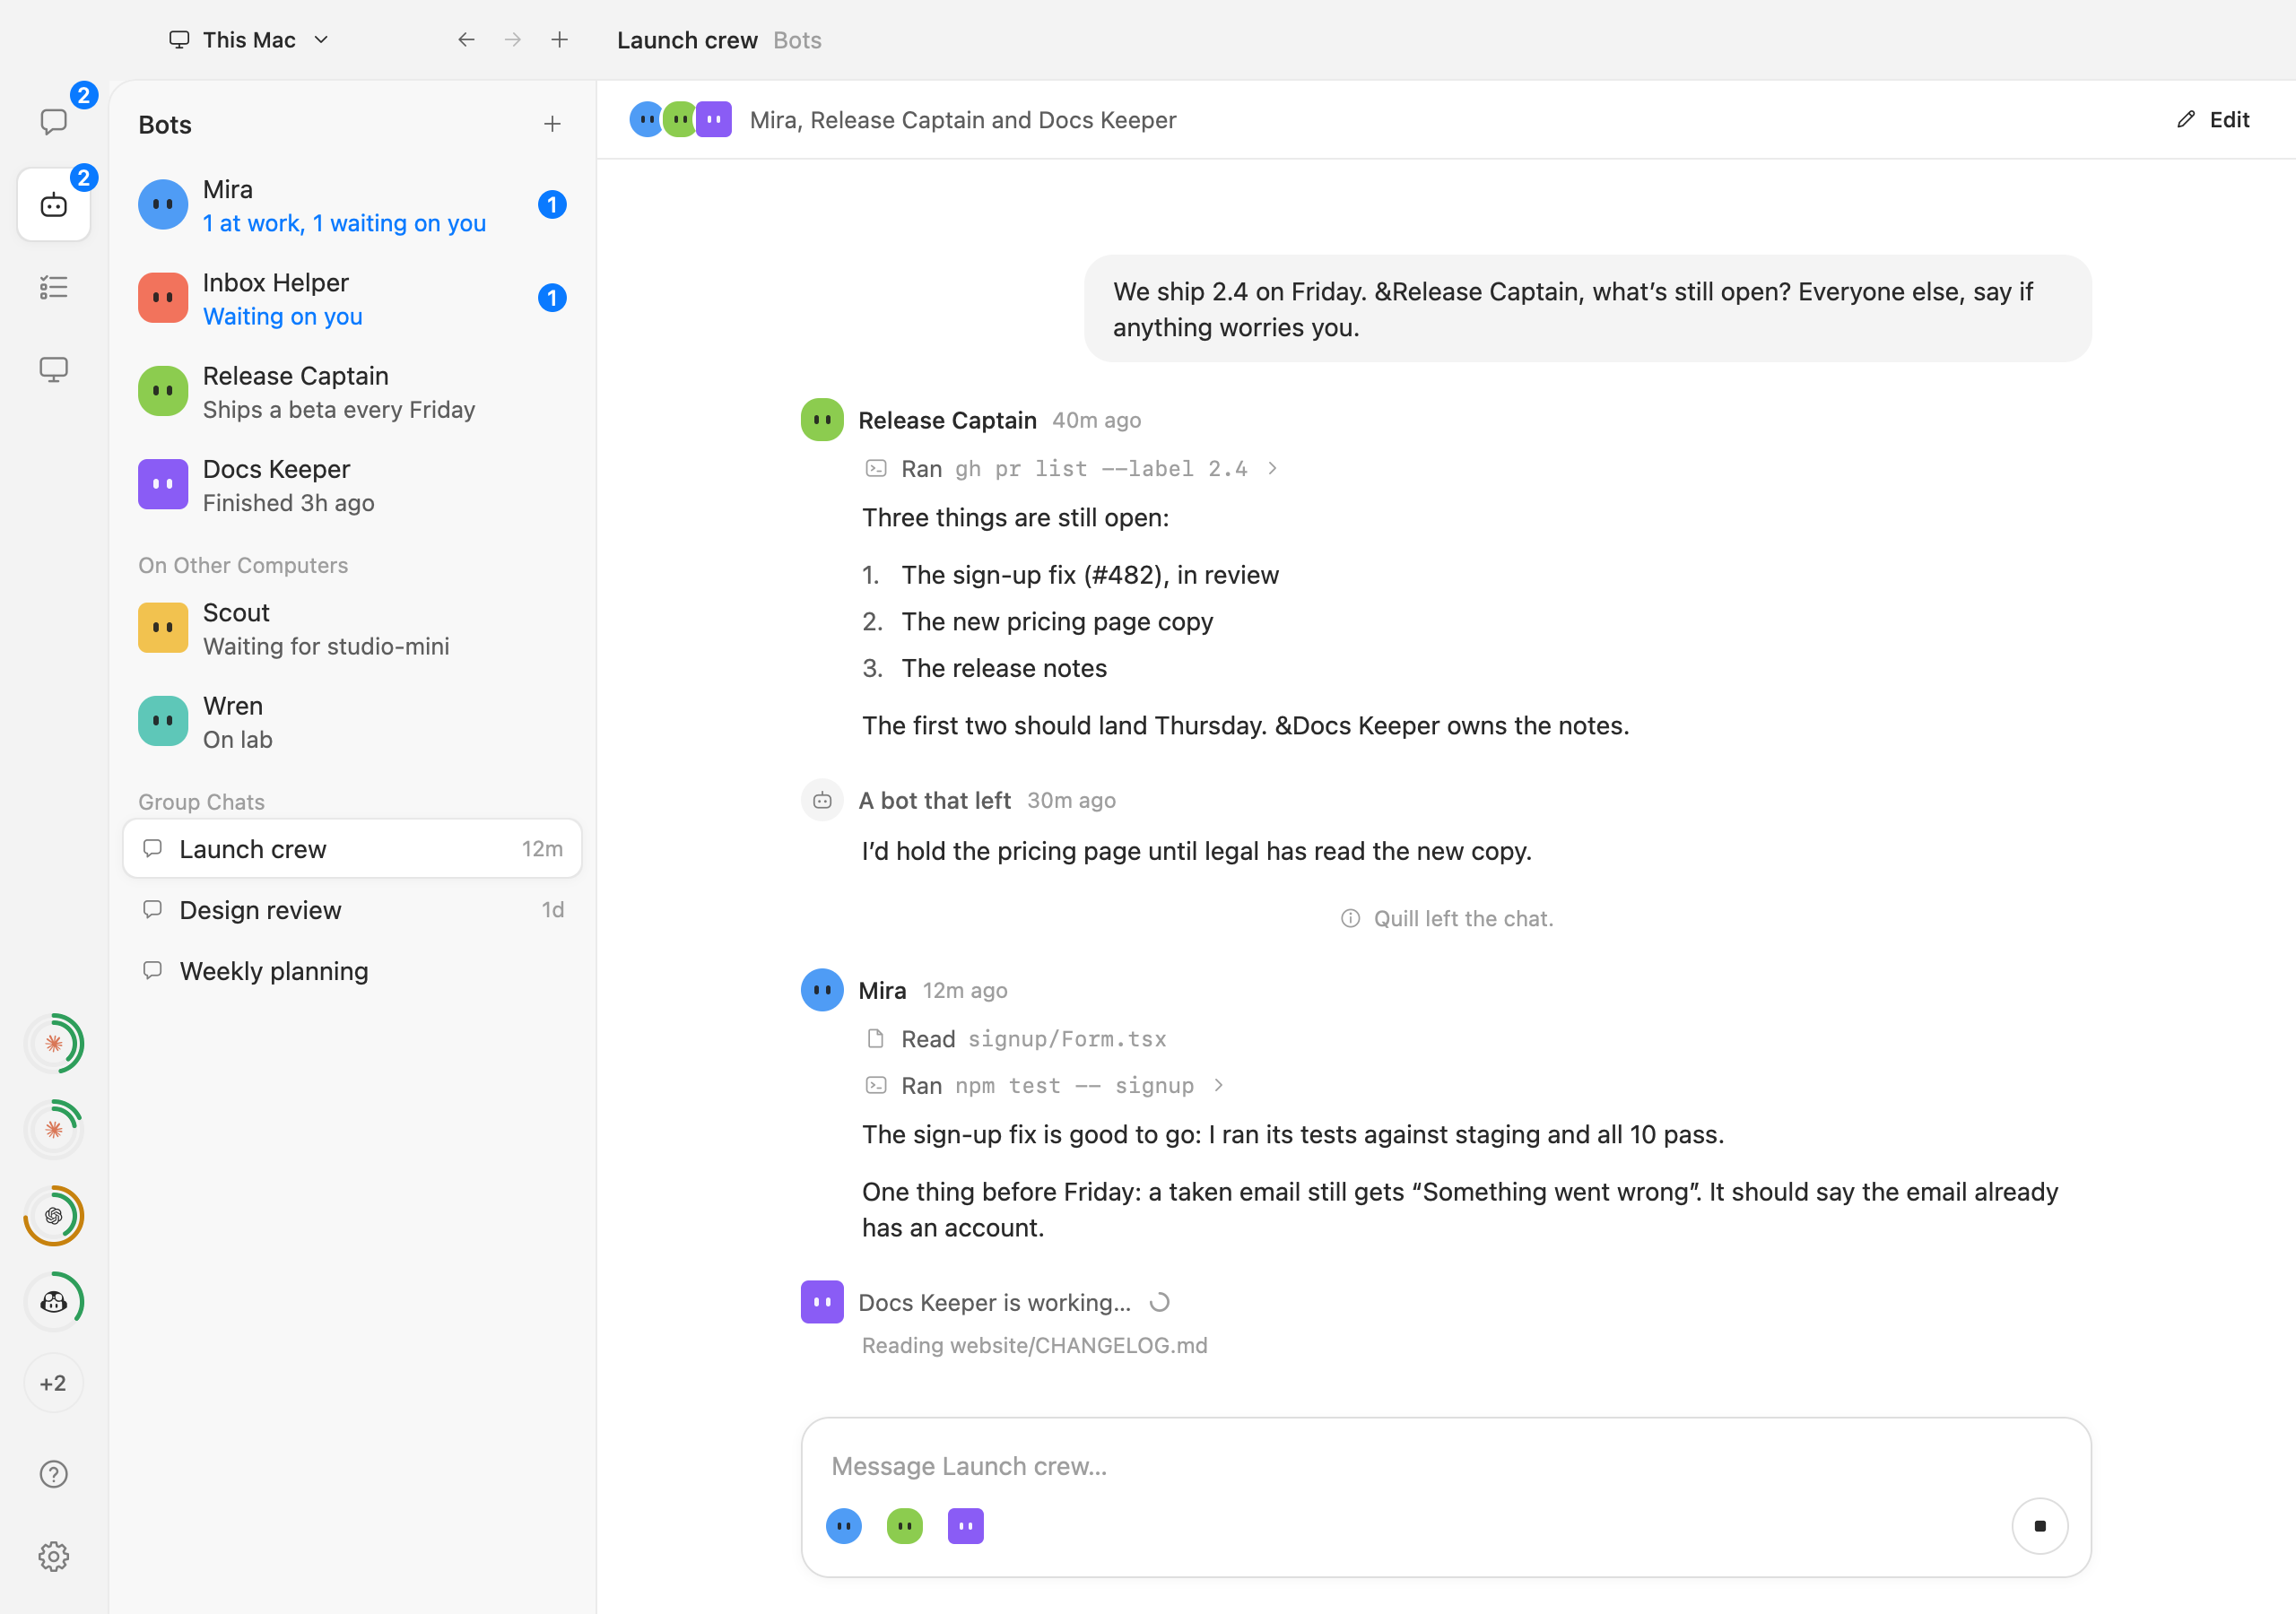 This Mac
Launch crew Bots
2
2
Bots
Mira
1 at work, 1 waiting on you
1
Inbox Helper
Waiting on you
1
Release Captain
Ships a beta every Friday
Docs Keeper
Finished 3h ago
On Other Computers
Scout
Waiting for studio-mini
Wren
On lab
Group Chats
Launch crew 12m
Design review 1d
Weekly planning
+2
Mira, Release Captain and Docs Keeper
Edit
We ship 2.4 on Friday. &Release Captain, what’s still open? Everyone else, say if
anything worries you.
Release Captain 40m ago
Ran gh pr list --label 2.4
Three things are still open:
1. The sign-up fix (#482), in review
2. The new pricing page copy
3. The release notes
The first two should land Thursday. &Docs Keeper owns the notes.
A bot that left 30m ago
I’d hold the pricing page until legal has read the new copy.
Quill left the chat.
Mira 12m ago
Read signup/Form.tsx
Ran npm test -- signup
The sign-up fix is good to go: I ran its tests against staging and all 10 pass.
One thing before Friday: a taken email still gets “Something went wrong”. It should say the email already
has an account.
Docs Keeper is working...
Reading website/CHANGELOG.md
Message Launch crew...